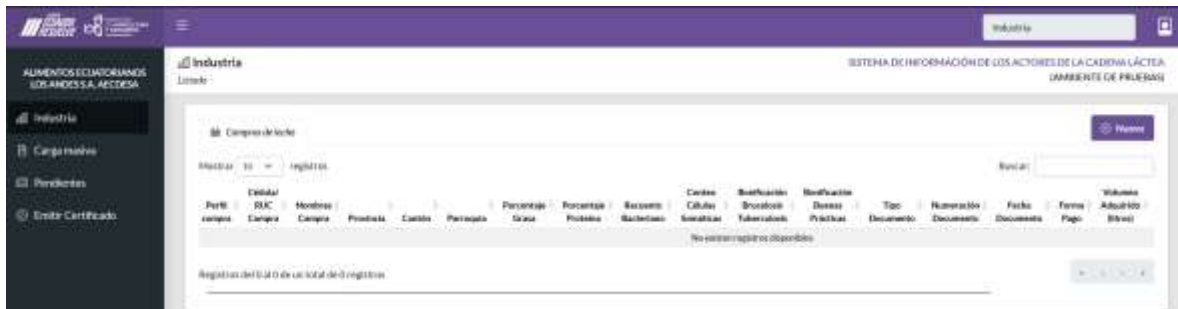 Industria
ALIMENTOS ECUATORIANOS
LOS ANDES S.A. AECDESA
Industria
Listado
SISTEMA DE INFORMACIÓN DE LOS ACTORES DE LA CADENA LÁCTEA
(AMBIENTE DE PRUEBAS)
Industria
Carga masiva
Pendientes
Emitir Certificado
Compras de leche
Nuevo
Mostrar 10 registros
Buscar:
Perfil compra
Cédula/ RUC Compra
Nombres Compra
Provincia
Cantón
Parroquia
Porcentaje Grasa
Porcentaje Proteína
Recuento Bacteriano
Conteo Células Somáticas
Bonificación Brucelosis Tuberculosis
Bonificación Buenas Prácticas
Tipo Documento
Numeración Documento
Fecha Documento
Forma Pago
Volumen Adquirido (litros)
No existen registros disponibles
Registros del 0 al 0 de un total de 0 registros